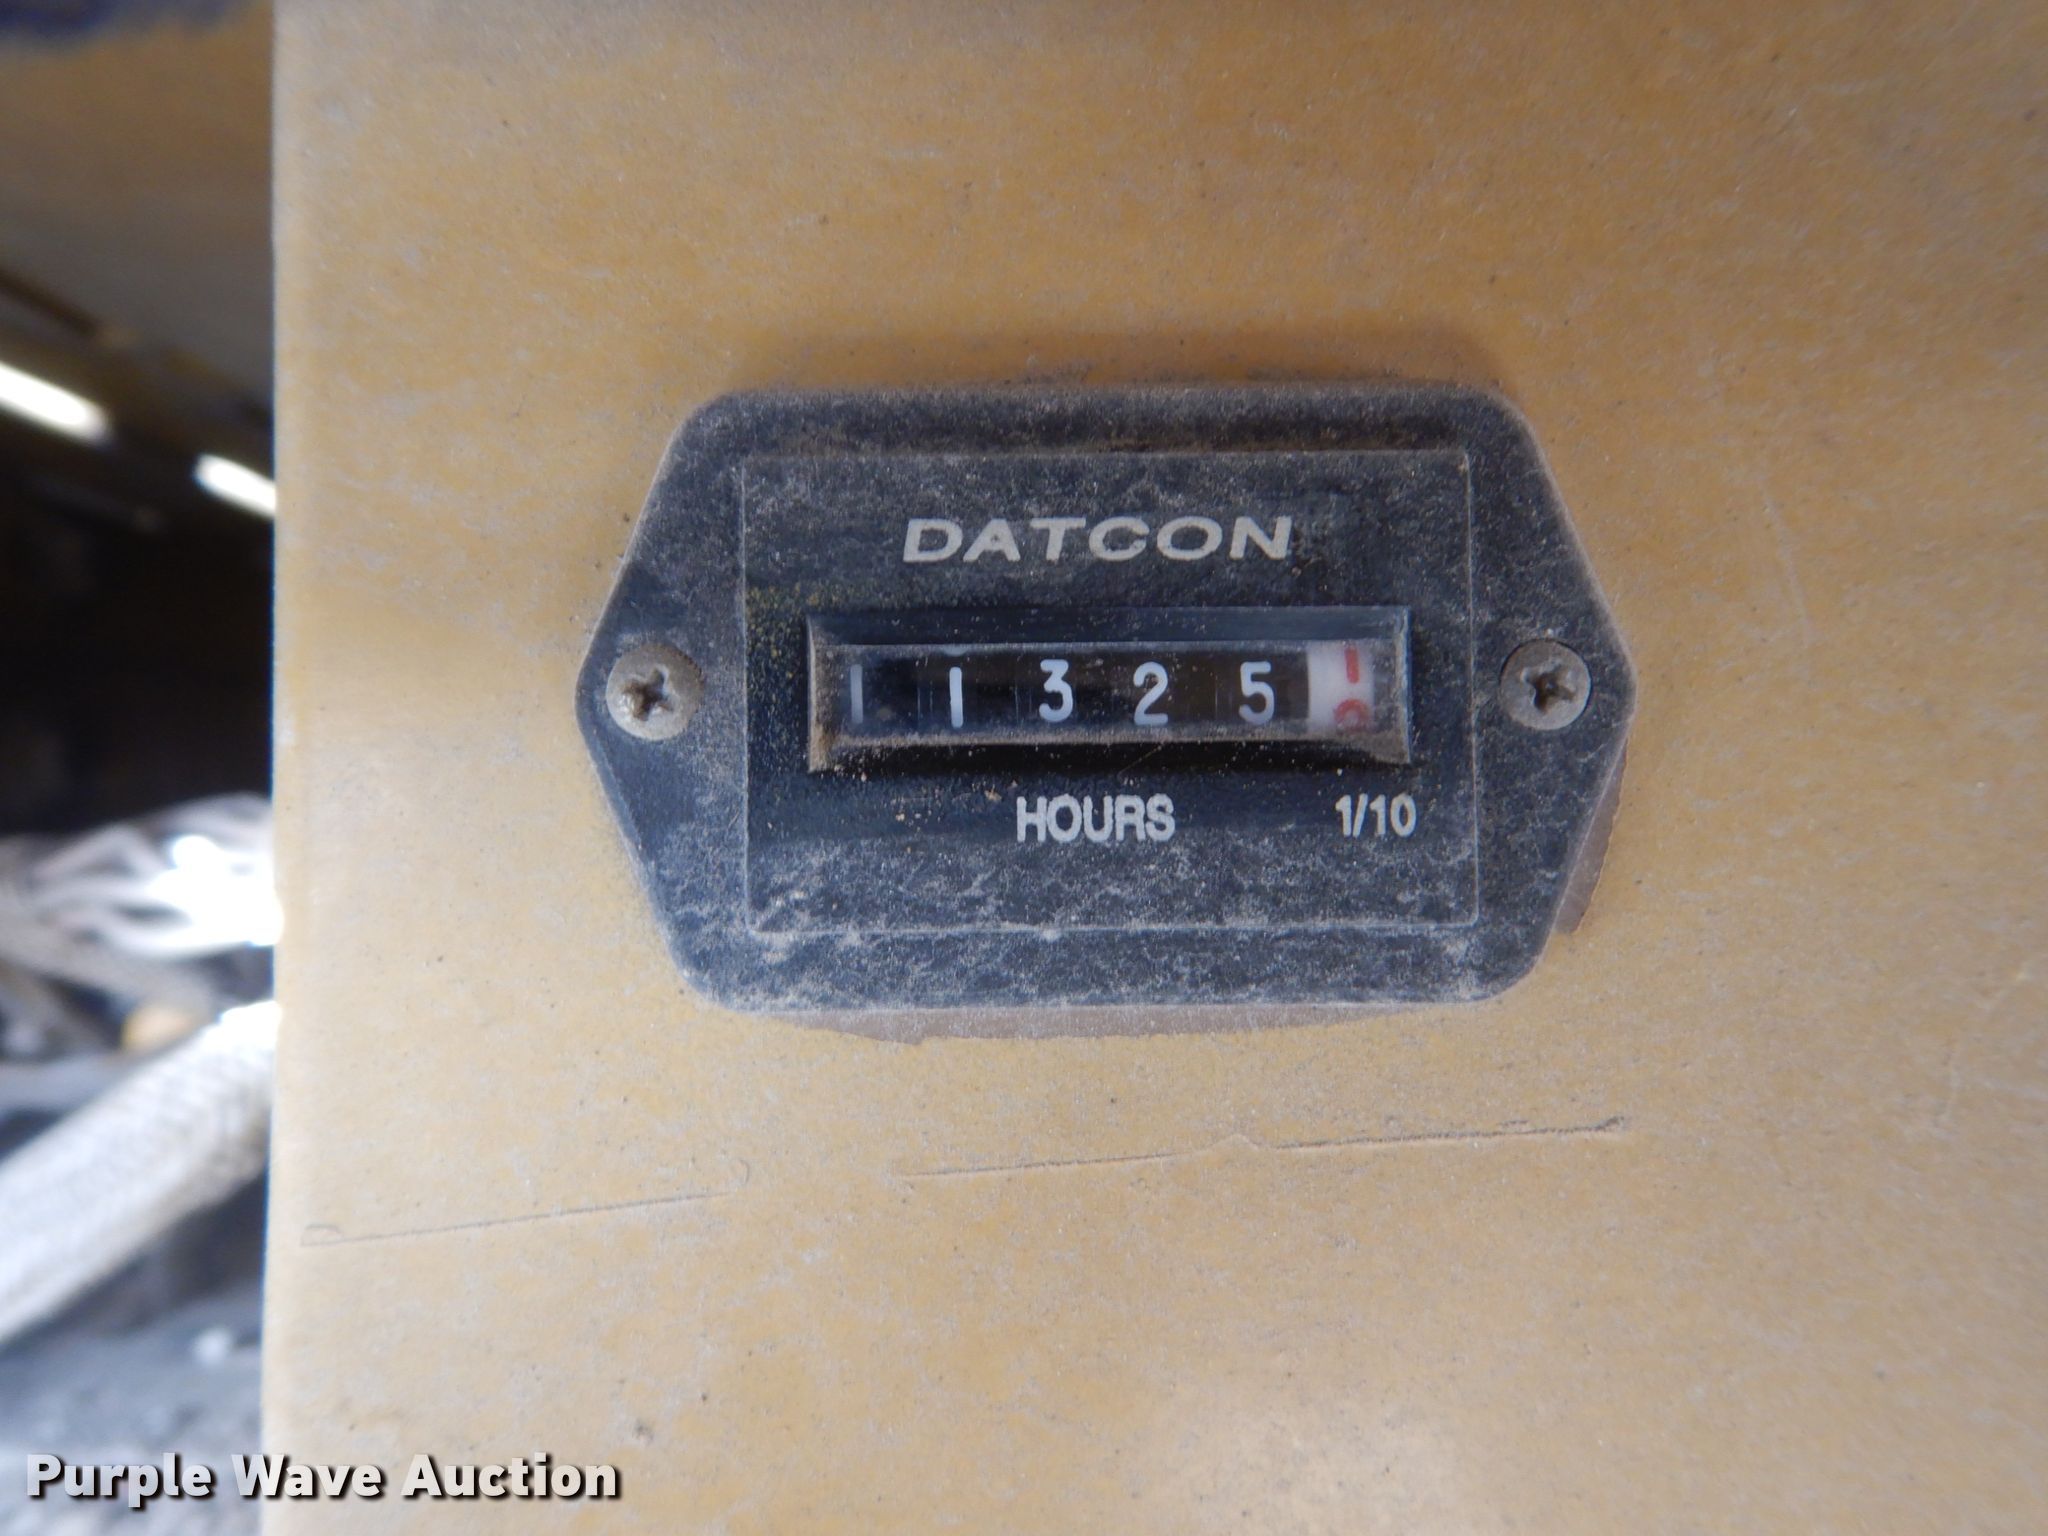 DATCON
1 1 3 2 5
HOURS 1/10
Purple Wave Auction